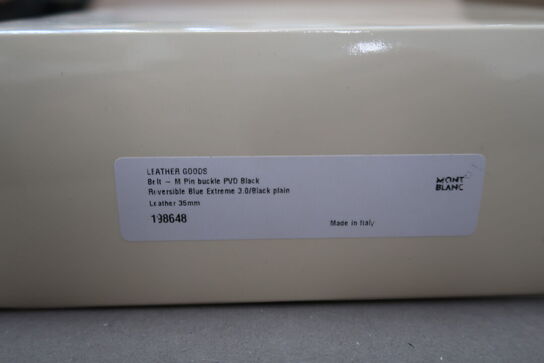 LEATHER GOODS
Belt - M Pin buckle PVD Black
Reversible Blue Extreme 3.0/Black plain
Leather 35mm
198648
Made in Italy
MONT
BLANC